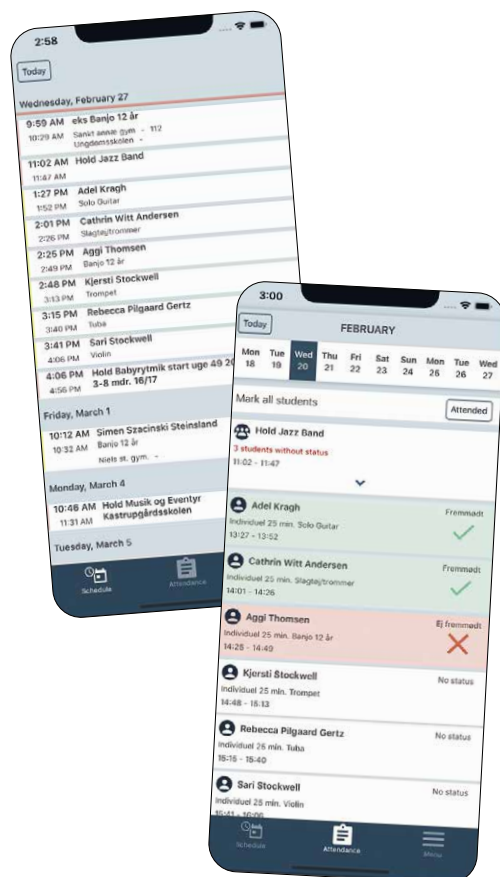 2:58
Today
Wednesday, February 27
9:59 AM eks Banjo 12 år
10:29 AM Sankt annæ gym - 112
Ungdomsskolen -
11:02 AM Hold Jazz Band
11:47 AM
1:27 PM Adel Kragh
1:52 PM Solo Guitar
2:01 PM Cathrin Witt Andersen
2:26 PM Slagtøj/trommer
2:25 PM Aggi Thomsen
2:49 PM Banjo 12 år
2:48 PM Kjersti Stockwell
3:13 PM Trompet
3:15 PM Rebecca Pilgaard Gertz
3:40 PM Tuba
3:41 PM Sari Stockwell
4:06 PM Violin
4:06 PM Hold Babyrytmik start uge 49 20
4:56 PM 3-8 mdr. 16/17
Friday, March 1
10:12 AM Simen Szacinski Steinsland
10:32 AM Banjo 12 år
Niels st. gym. -
Monday, March 4
10:46 AM Hold Musik og Eventyr
11:31 AM Kastrupgårdsskolen
Tuesday, March 5
Schedule
Attendance
3:00
Today
FEBRUARY
Mon Tue Wed Thu Fri Sat Sun Mon Tue Wed
18 19 20 21 22 23 24 25 26 27
Mark all students
Attended
Hold Jazz Band
3 students without status
11:02 - 11:47
Adel Kragh
Fremmødt
Individuel 25 min. Solo Guitar
13:27 - 13:52
Cathrin Witt Andersen
Fremmødt
Individuel 25 min. Slagtøj/trommer
14:01 - 14:26
Aggi Thomsen
Ej fremmødt
Individuel 25 min. Banjo 12 år
14:25 - 14:49
Kjersti Stockwell
No status
Individuel 25 min. Trompet
14:48 - 15:13
Rebecca Pilgaard Gertz
No status
Individuel 25 min. Tuba
15:15 - 15:40
Sari Stockwell
No status
Individuel 25 min. Violin
15:41 - 16:06
Schedule
Attendance
Menu